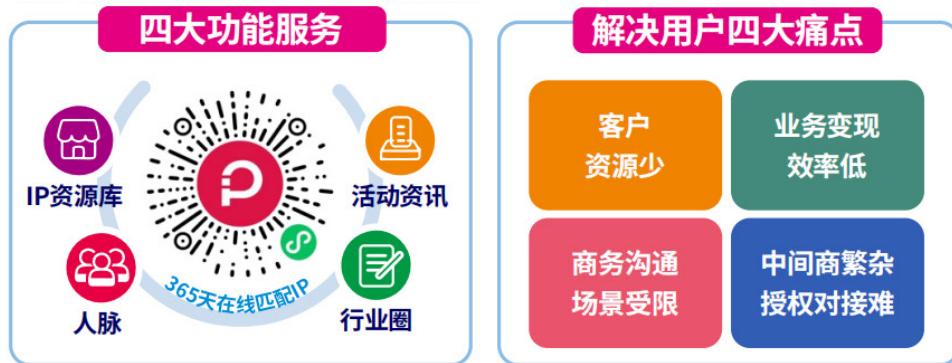 四大功能服务
IP资源库
活动资讯
人脉
行业圈
365天在线匹配IP
解决用户四大痛点
客户
资源少
业务变现
效率低
商务沟通
场景受限
中间商繁杂
授权对接难